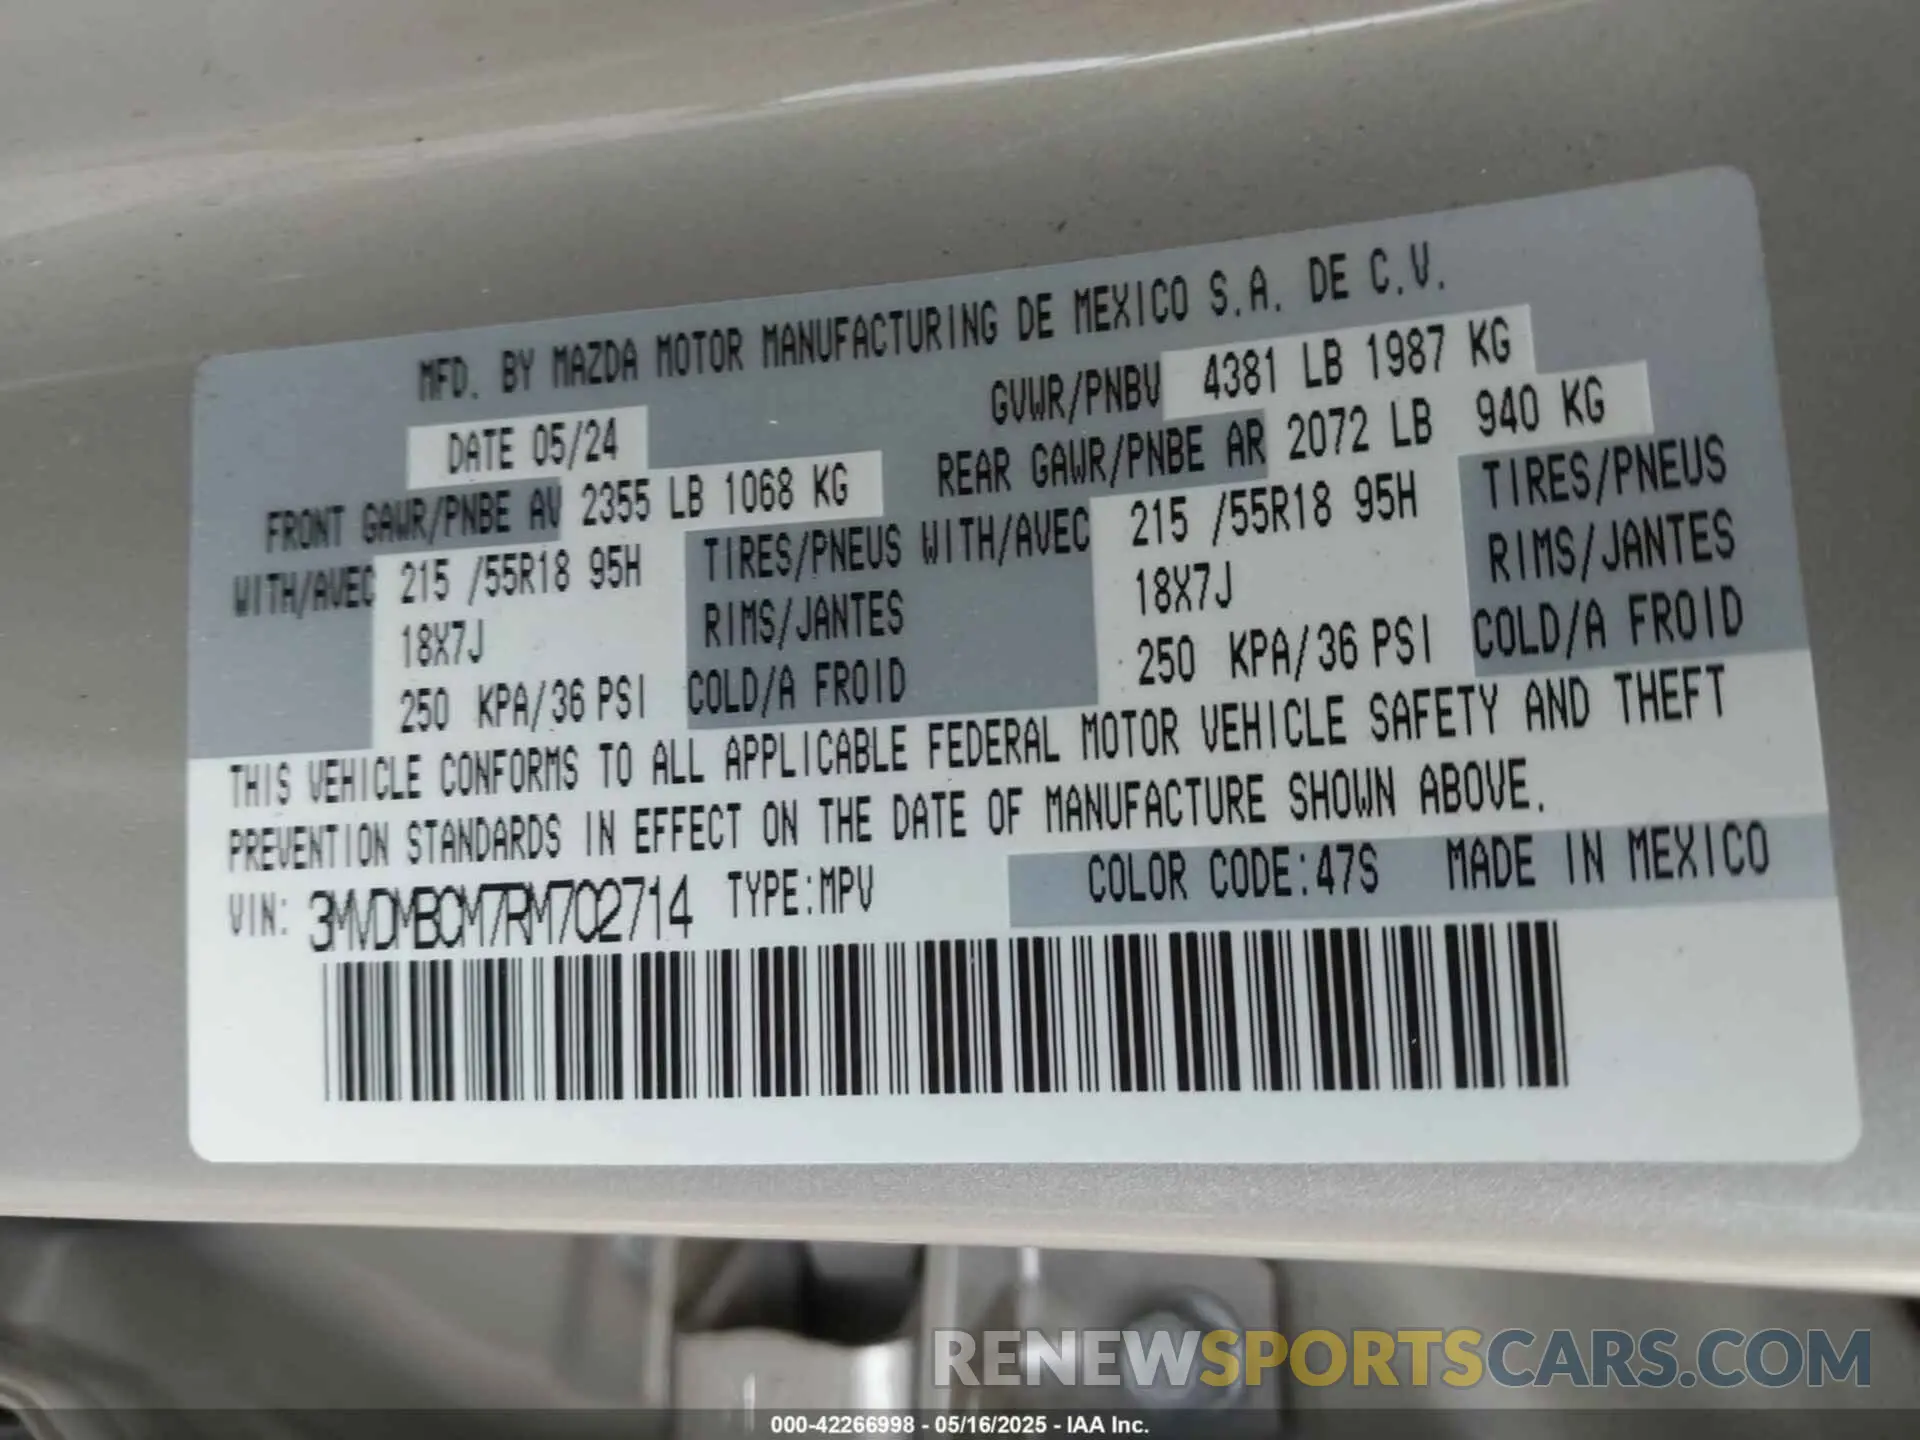 MFD. BY MAZDA MOTOR MANUFACTURING DE MEXICO S.A. DE C.V.
DATE 05/24 GVWR/PNBV 4381 LB 1987 KG
FRONT GAWR/PNBE AV 2355 LB 1068 KG REAR GAWR/PNBE AR 2072 LB 940 KG
WITH/AVEC 215 /55R18 95H TIRES/PNEUS WITH/AVEC 215 /55R18 95H TIRES/PNEUS
18X7J RIMS/JANTES 18X7J RIMS/JANTES
250 KPA/36 PSI COLD/A FROID 250 KPA/36 PSI COLD/A FROID
THIS VEHICLE CONFORMS TO ALL APPLICABLE FEDERAL MOTOR VEHICLE SAFETY AND THEFT
PREVENTION STANDARDS IN EFFECT ON THE DATE OF MANUFACTURE SHOWN ABOVE.
VIN: 3MVDMBCM7RM702714 TYPE:MPV COLOR CODE:47S MADE IN MEXICO
RENEWSPORTSCARS.COM
000-42266998 - 05/16/2025 - IAA Inc.